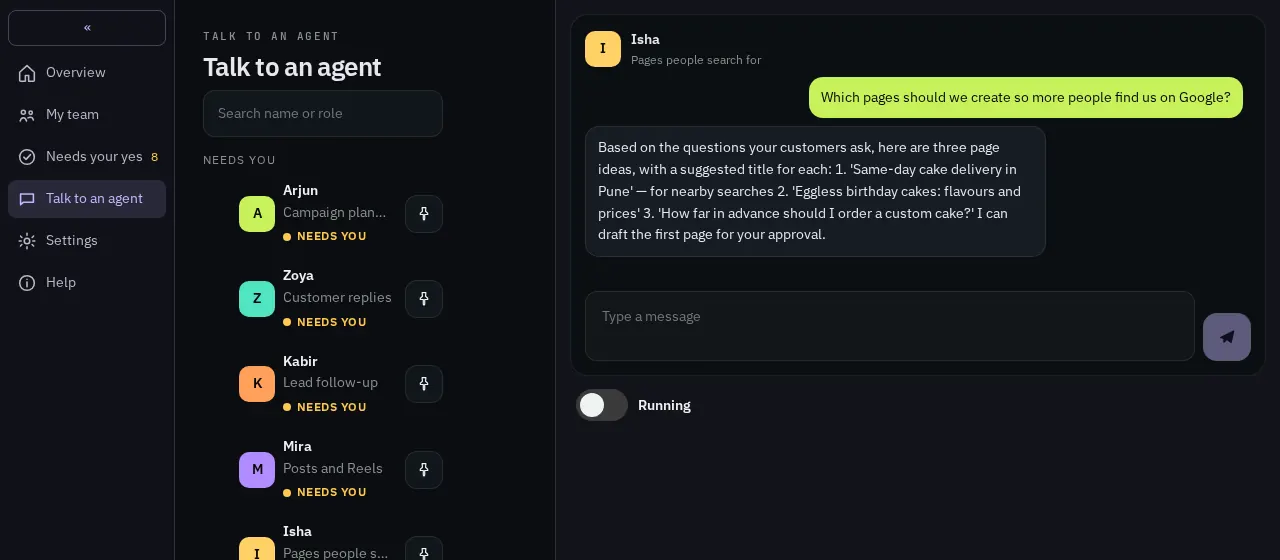 «
Overview
My team
Needs your yes 8
Talk to an agent
Settings
Help
TALK TO AN AGENT
Talk to an agent
Search name or role
NEEDS YOU
A
Arjun
Campaign plan...
NEEDS YOU
Z
Zoya
Customer replies
NEEDS YOU
K
Kabir
Lead follow-up
NEEDS YOU
M
Mira
Posts and Reels
NEEDS YOU
I
Isha
Pages people s...
I
Isha
Pages people search for
Which pages should we create so more people find us on Google?
Based on the questions your customers ask, here are three page
ideas, with a suggested title for each: 1. 'Same-day cake delivery in
Pune' — for nearby searches 2. 'Eggless birthday cakes: flavours and
prices' 3. 'How far in advance should I order a custom cake?' I can
draft the first page for your approval.
Type a message
Running